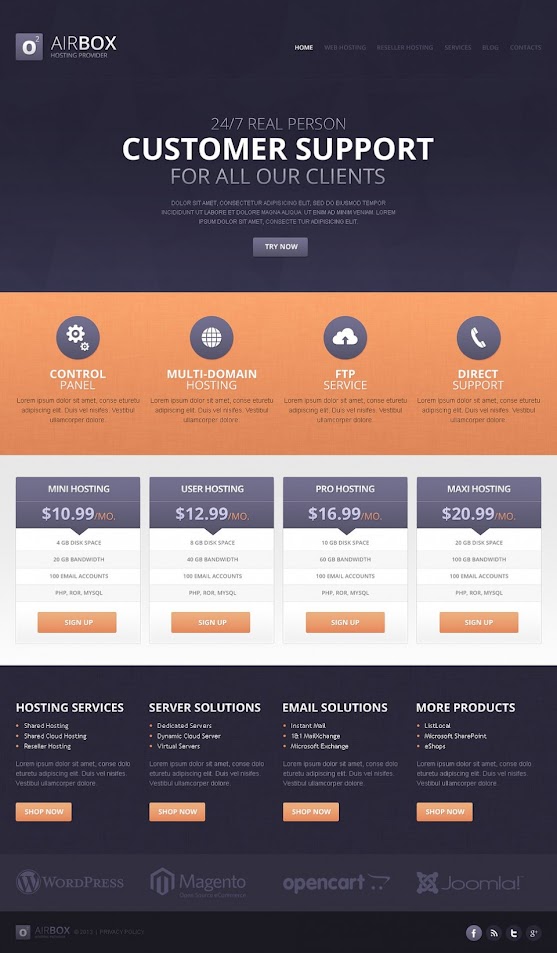 O2 AIRBOX
HOSTING PROVIDER
HOME WEB HOSTING RESELLER HOSTING SERVICES BLOG CONTACTS
24/7 REAL PERSON
CUSTOMER SUPPORT
FOR ALL OUR CLIENTS
DOLOR SIT AMET, CONSECTETUR ADIPISICING ELIT, SED DO EIUSMOD TEMPOR
INCIDIDUNT UT LABORE ET DOLORE MAGNA ALIQUA. UT ENIM AD MINIM VENIAM. LOREM
IPSUM DOLOR SIT AMET, CONSECTE TUR ADIPISICING ELIT.
TRY NOW
CONTROL
PANEL
Lorem ipsum dolor sit amet, conse eturetu
adipiscing elit. Duis vel nisifes. Vestibul
ullamcorper dolore.
MULTI-DOMAIN
HOSTING
Lorem ipsum dolor sit amet, conse eturetu
adipiscing elit. Duis vel nisifes. Vestibul
ullamcorper dolore.
FTP
SERVICE
Lorem ipsum dolor sit amet, conse eturetu
adipiscing elit. Duis vel nisifes. Vestibul
ullamcorper dolore.
DIRECT
SUPPORT
Lorem ipsum dolor sit amet, conse eturetu
adipiscing elit. Duis vel nisifes. Vestibul
ullamcorper dolore.
MINI HOSTING
$10.99/MO.
4 GB DISK SPACE
20 GB BANDWIDTH
100 EMAIL ACCOUNTS
PHP, ROR, MYSQL
SIGN UP
USER HOSTING
$12.99/MO.
8 GB DISK SPACE
40 GB BANDWIDTH
100 EMAIL ACCOUNTS
PHP, ROR, MYSQL
SIGN UP
PRO HOSTING
$16.99/MO.
10 GB DISK SPACE
60 GB BANDWIDTH
100 EMAIL ACCOUNTS
PHP, ROR, MYSQL
SIGN UP
MAXI HOSTING
$20.99/MO.
20 GB DISK SPACE
100 GB BANDWIDTH
100 EMAIL ACCOUNTS
PHP, ROR, MYSQL
SIGN UP
HOSTING SERVICES
Shared Hosting
Shared Cloud Hosting
Reseller Hosting
Lorem ipsum dolor sit amet, cons dolo
eturetu adipiscing elit. Duis vel nisifes.
Vestibul ullamcorper dolore.
SHOP NOW
SERVER SOLUTIONS
Dedicated Servers
Dynamic Cloud Server
Virtual Servers
Lorem ipsum dolor sit amet, cons dolo
eturetu adipiscing elit. Duis vel nisifes.
Vestibul ullamcorper dolore.
SHOP NOW
EMAIL SOLUTIONS
Instant Mail
1&1 MailXchange
Microsoft Exchange
Lorem ipsum dolor sit amet, cons dolo
eturetu adipiscing elit. Duis vel nisifes.
Vestibul ullamcorper dolore.
SHOP NOW
MORE PRODUCTS
ListLocal
Microsoft SharePoint
eShops
Lorem ipsum dolor sit amet, cons dolo
eturetu adipiscing elit. Duis vel nisifes.
Vestibul ullamcorper dolore.
SHOP NOW
WORDPRESS
Magento
Open Source eCommerce
opencart
Joomla!
O AIRBOX © 2013 | PRIVACY POLICY
HOSTING PROVIDER